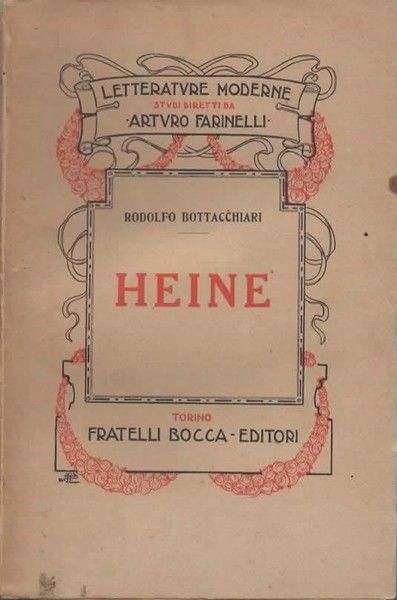 LETTERATVRE MODERNE
STVDI DIRETTI DA
·ARTVRO FARINELLI·
RODOLFO BOTTACCHIARI
HEINE
TORINO
FRATELLI BOCCA-EDITORI